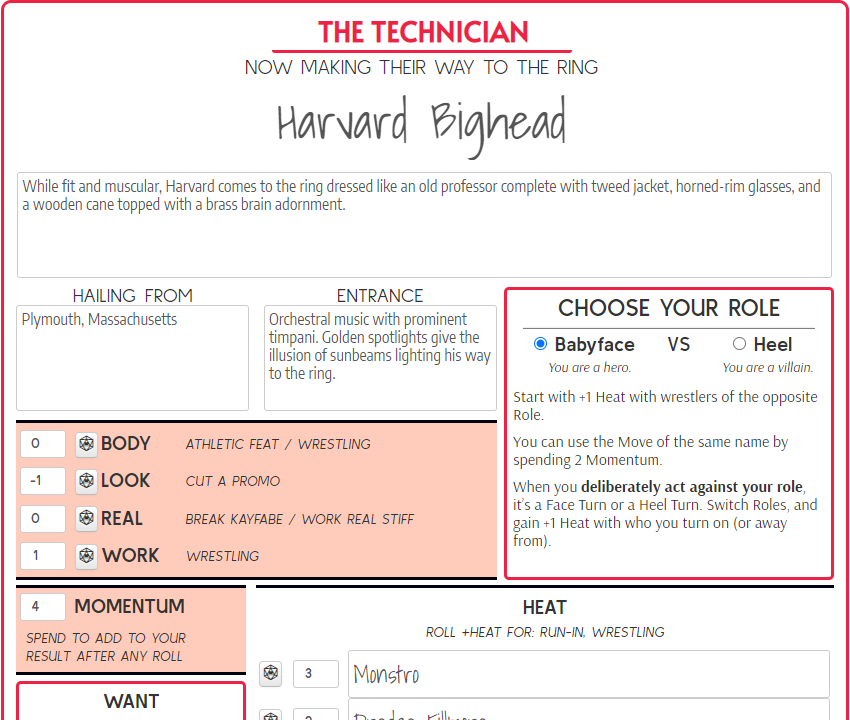 THE TECHNICIAN
NOW MAKING THEIR WAY TO THE RING
Harvard Bighead
While fit and muscular, Harvard comes to the ring dressed like an old professor complete with tweed jacket, horned-rim glasses, and
a wooden cane topped with a brass brain adornment.
HAILING FROM
Plymouth, Massachusetts
ENTRANCE
Orchestral music with prominent
timpani. Golden spotlights give the
illusion of sunbeams lighting his way
to the ring.
CHOOSE YOUR ROLE
Babyface VS Heel
You are a hero. You are a villain.
Start with +1 Heat with wrestlers of the opposite
Role.
You can use the Move of the same name by
spending 2 Momentum.
When you deliberately act against your role,
it's a Face Turn or a Heel Turn. Switch Roles, and
gain +1 Heat with who you turn on (or away
from).
0 BODY ATHLETIC FEAT / WRESTLING
-1 LOOK CUT A PROMO
0 REAL BREAK KAYFABE / WORK REAL STIFF
1 WORK WRESTLING
4 MOMENTUM
SPEND TO ADD TO YOUR
RESULT AFTER ANY ROLL
WANT
HEAT
ROLL +HEAT FOR: RUN-IN, WRESTLING
3 Monstro